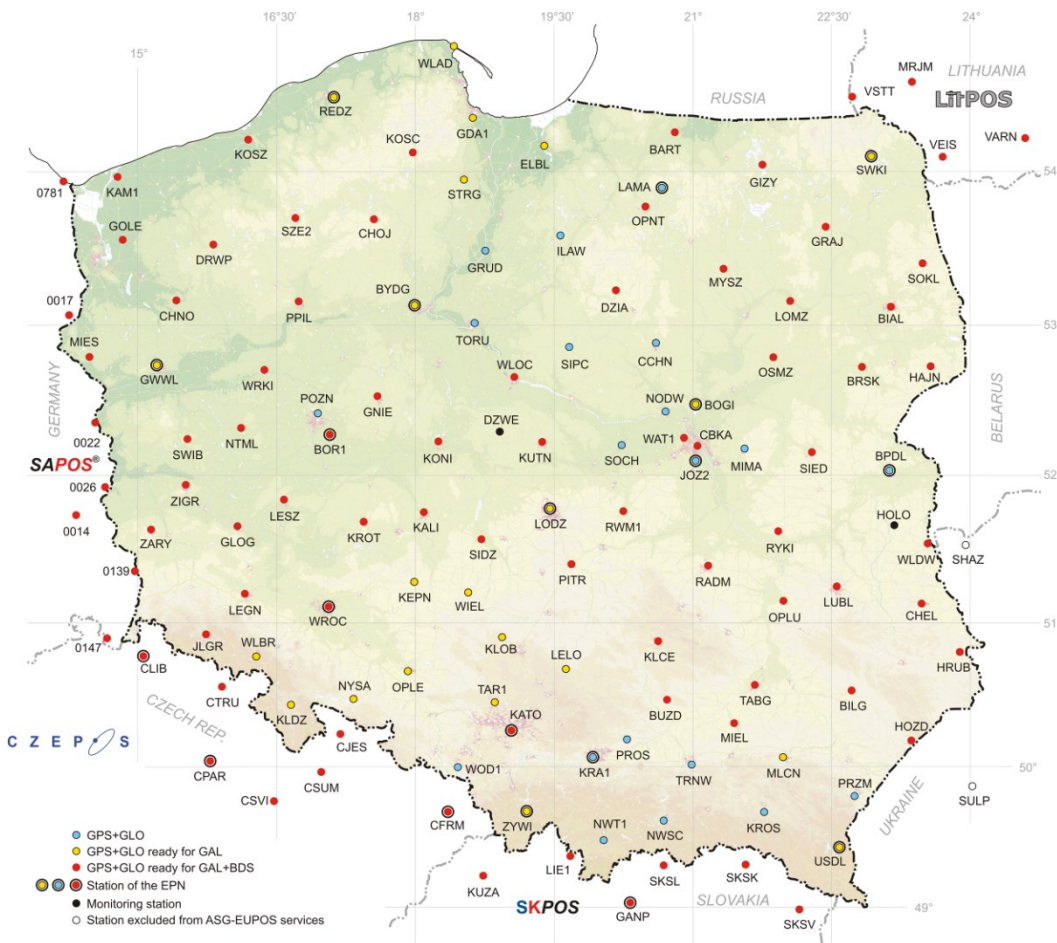 16°30' 18° 19°30' 21° 22°30' 24°
15°
WLAD
MRJM
LITHUANIA
VSTT
LitPOS
RUSSIA
REDZ
GDA1
KOSC
KOSZ
ELBL
BART
VEIS
VARN
SWKI
54°
0781
KAM1
STRG
LAMA
GIZY
OPNT
GOLE
SZE2
CHOJ
GRAJ
DRWP
ILAW
GRUD
MYSZ
SOKL
BYDG
DZIA
0017
CHNO
PPIL
LOMZ
BIAL
53°
MIES
TORU
SIPC
CCHN
GWWL
WRKI
WLOC
OSMZ
BRSK
HAJN
GERMANY
POZN
GNIE
NODW
BOGI
BELARUS
0022
DZWE
SWIB
NTML
BOR1
KONI
KUTN
SOCH
WAT1
CBKA
MIMA
SIED
BPDL
SAPOS®
JOZ2
52°
0026
ZIGR
LESZ
LODZ
HOLO
0014
ZARY
GLOG
KROT
KALI
RWM1
SIDZ
RYKI
WLDW
SHAZ
0139
PITR
RADM
KEPN
WIEL
LEGN
WROC
OPLU
LUBL
CHEL
51°
0147
JLGR
WLBR
KLOB
KLCE
HRUB
CLIB
LELO
OPLE
CTRU
NYSA
TAR1
TABG
BILG
KLDZ
KATO
BUZD
CZECH REP.
MIEL
HOZD
CZEPOS
CJES
PROS
CPAR
WOD1
KRA1
TRNW
MLCN
50°
CSUM
PRZM
SULP
CSVI
UKRAINE
CFRM
ZYWI
NWT1
NWSC
KROS
USDL
GPS+GLO
GPS+GLO ready for GAL
GPS+GLO ready for GAL+BDS
Station of the EPN
Monitoring station
Station excluded from ASG-EUPOS services
LIE1
SKSL
SKSK
KUZA
SKPOS
GANP
SLOVAKIA
SKSV
49°